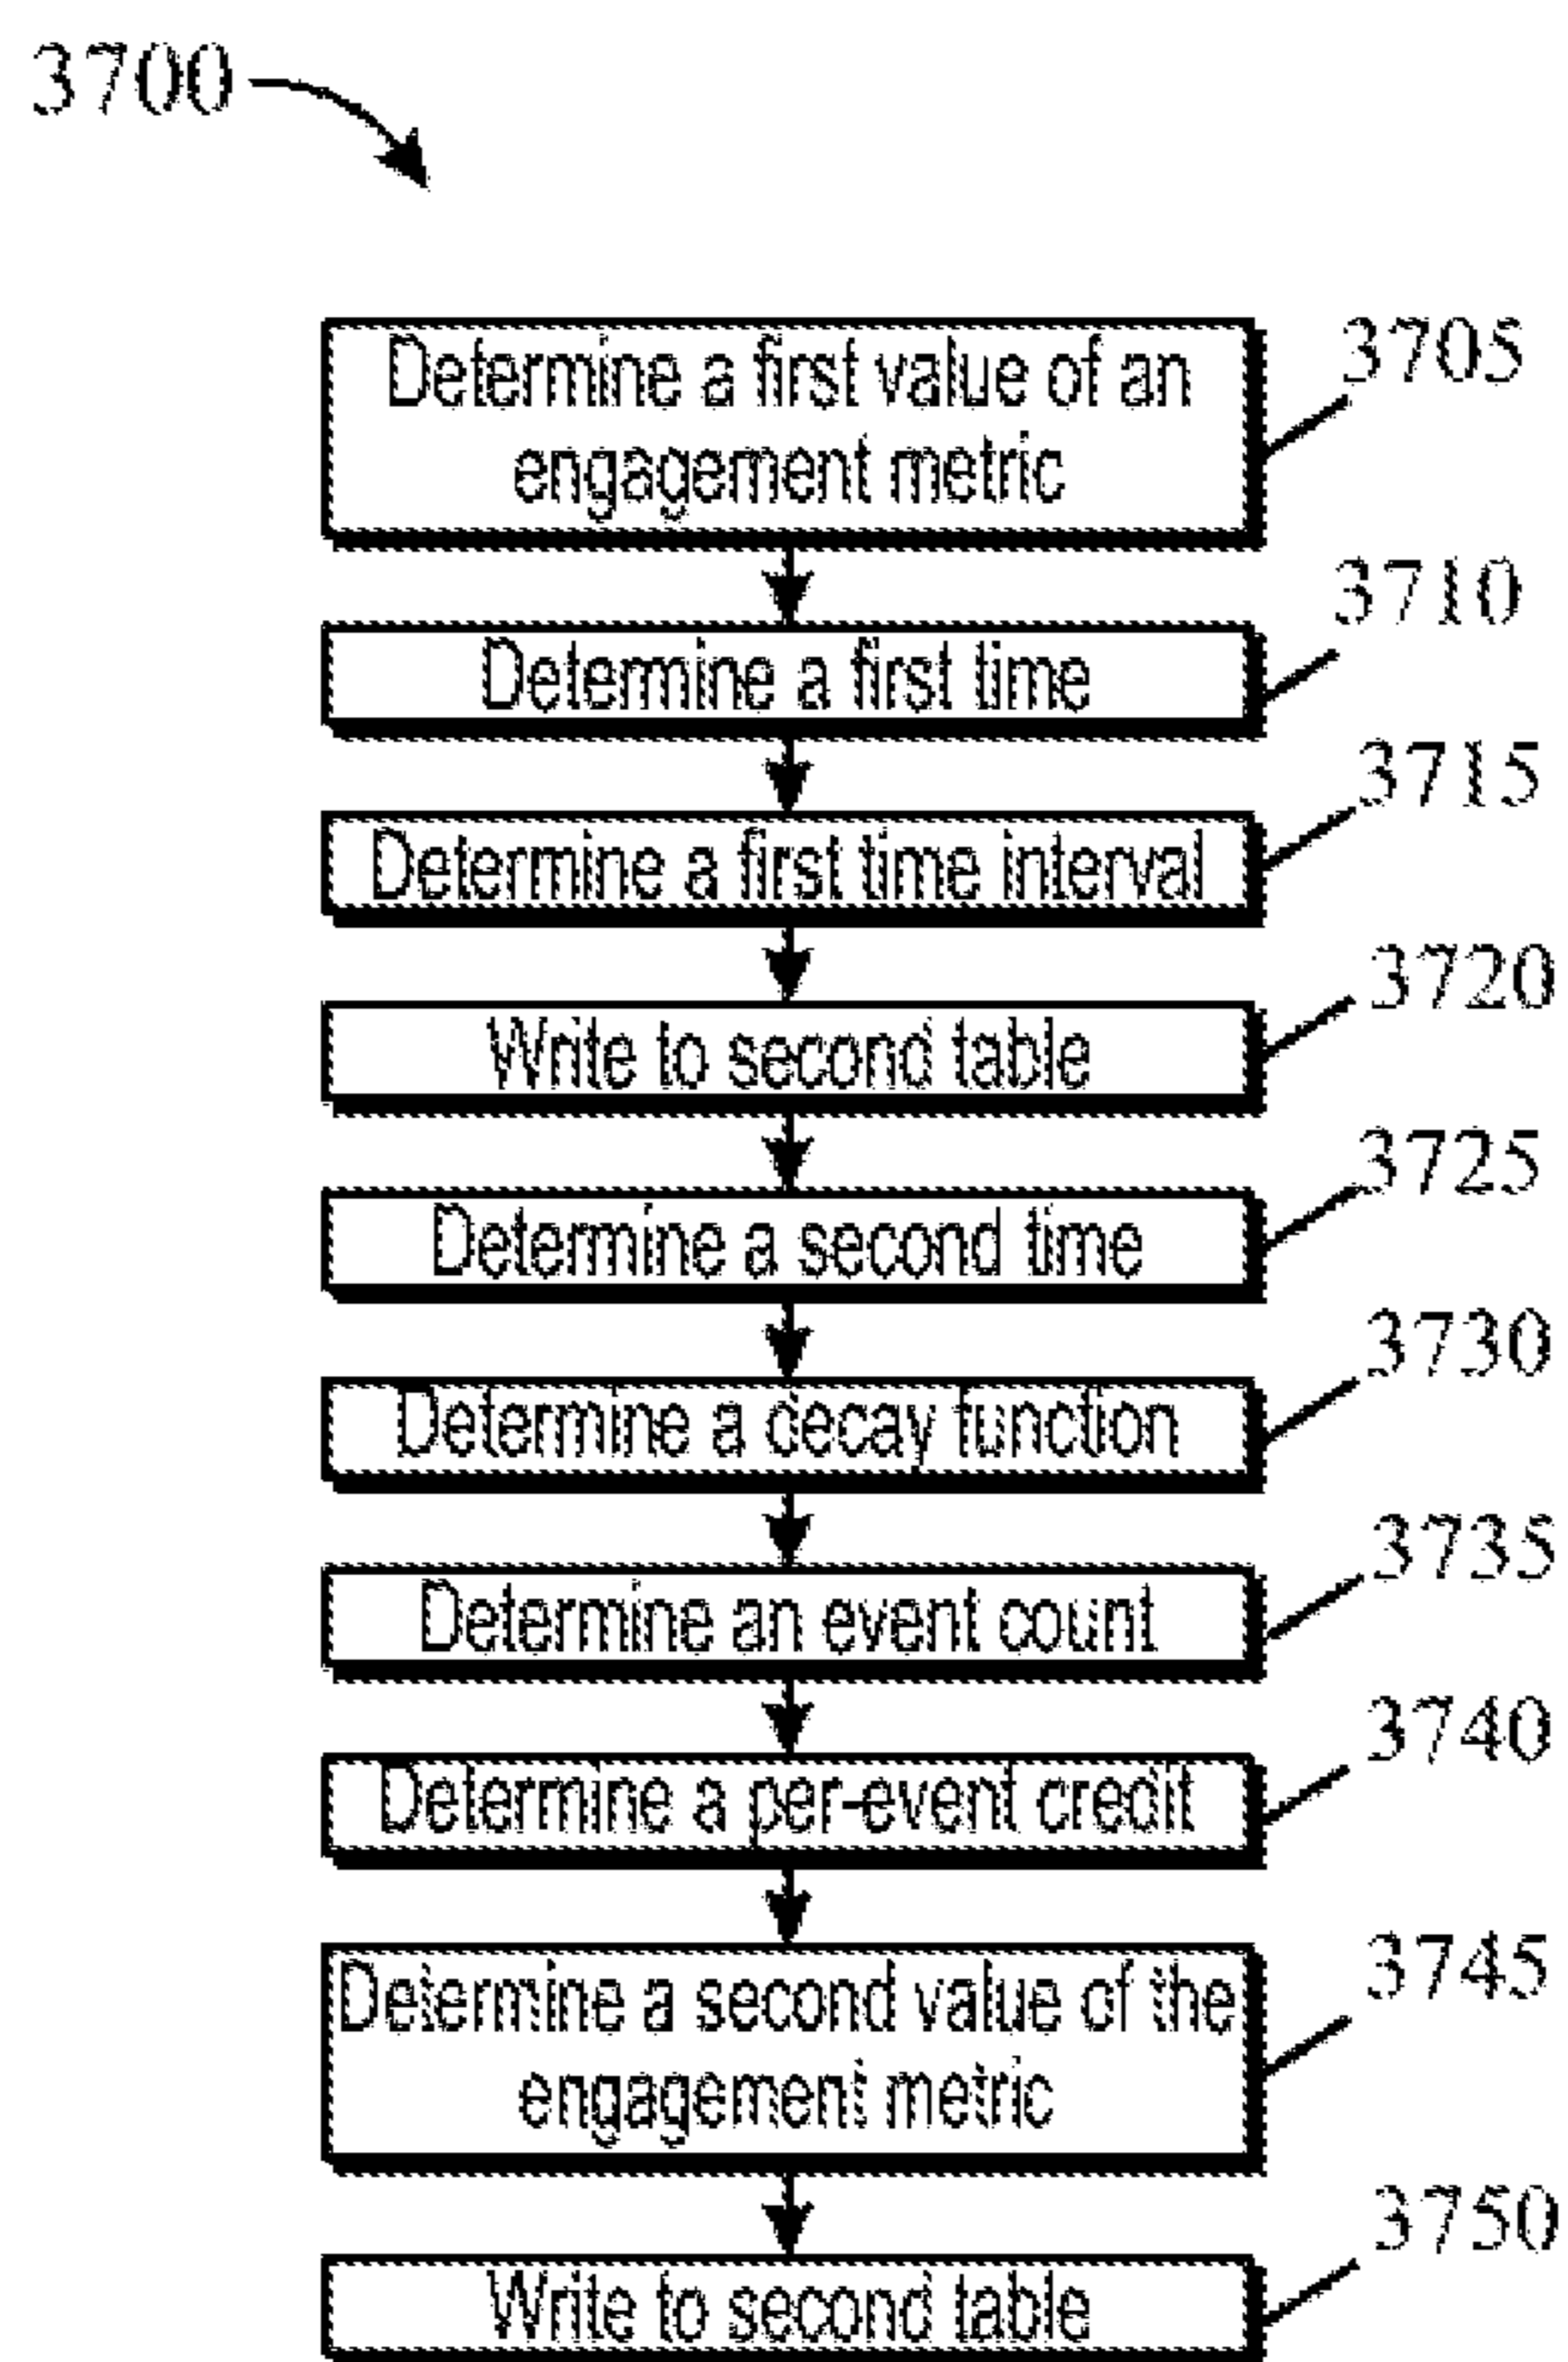 3700
Determine a first value of an
engagement metric
3705
Determine a first time
3710
Determine a first time interval
3715
Write to second table
3720
Determine a second time
3725
Determine a decay function
3730
Determine an event count
3735
Determine a per-event credit
3740
Determine a second value of the
engagement metric
3745
Write to second table
3750